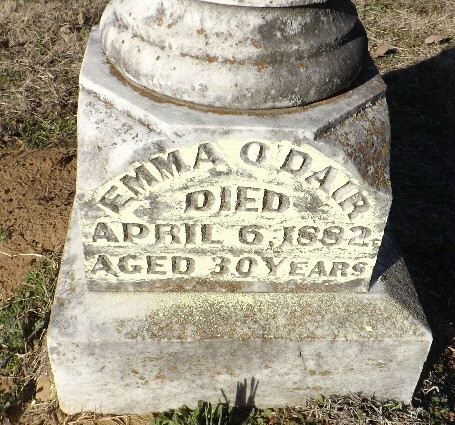 EMMA O'DAIR
DIED
APRIL 6, 1882
AGED 30 YEARS